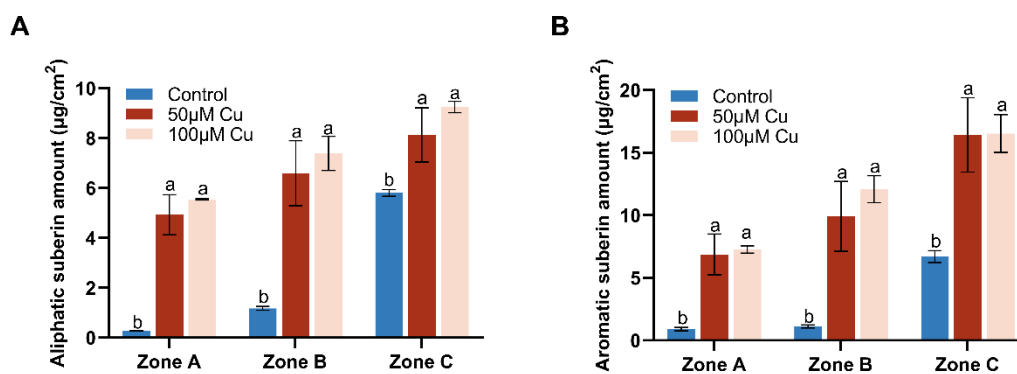 A
Aliphatic suberin amount (µg/cm²)
10
8
6
4
2
0
Control
50µM Cu
100µM Cu
b
a
a
b
a
a
b
a
a
Zone A
Zone B
Zone C
B
Aromatic suberin amount (µg/cm²)
20
15
10
5
0
Control
50µM Cu
100µM Cu
b
a
a
b
a
a
b
a
a
Zone A
Zone B
Zone C